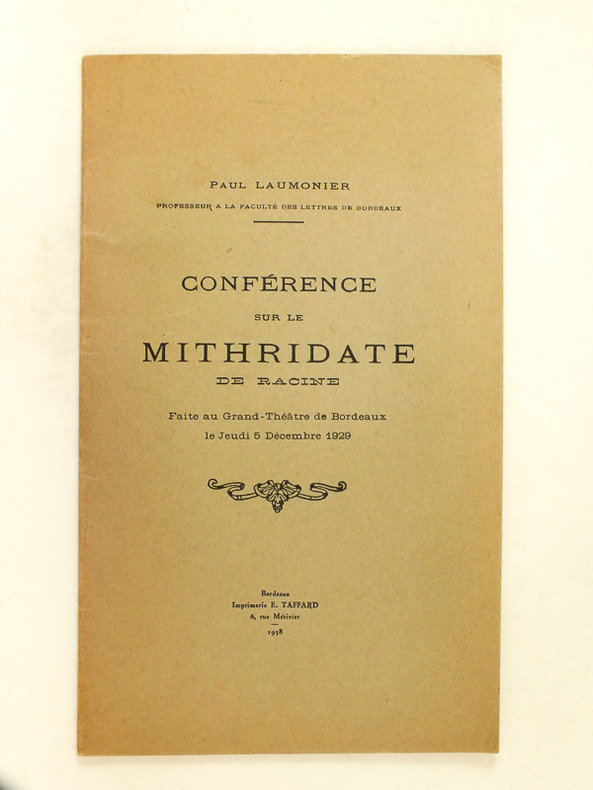 PAUL LAUMONIER
PROFESSEUR A LA FACULTÉ DES LETTRES DE BORDEAUX
CONFÉRENCE
SUR LE
MITHRIDATE
DE RACINE
Faite au Grand-Théâtre de Bordeaux
le Jeudi 5 Décembre 1929
Bordeaux
Imprimerie E. TAFFARD
6, rue Métivier
1938